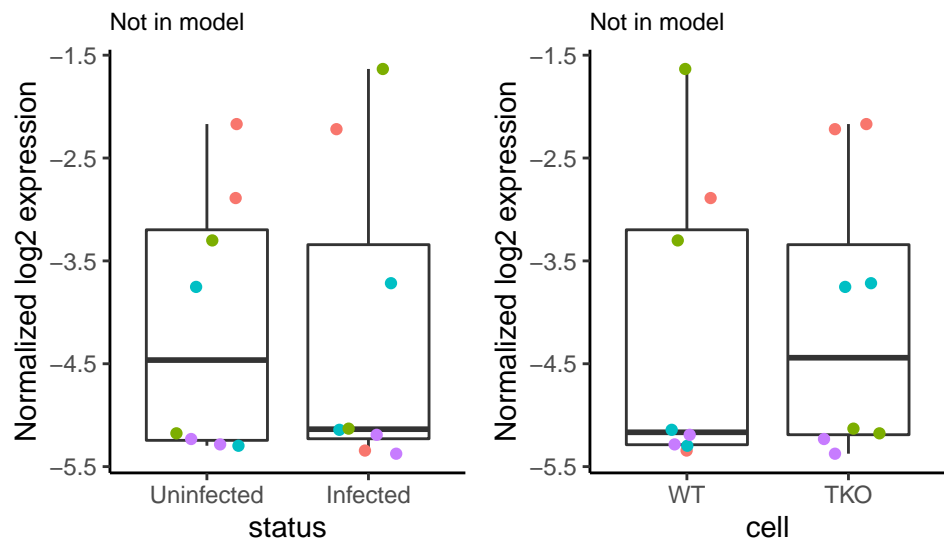 Not in model
Normalized log2 expression
−1.5
−2.5
−3.5
−4.5
−5.5
Uninfected
Infected
status
Not in model
Normalized log2 expression
−1.5
−2.5
−3.5
−4.5
−5.5
WT
TKO
cell